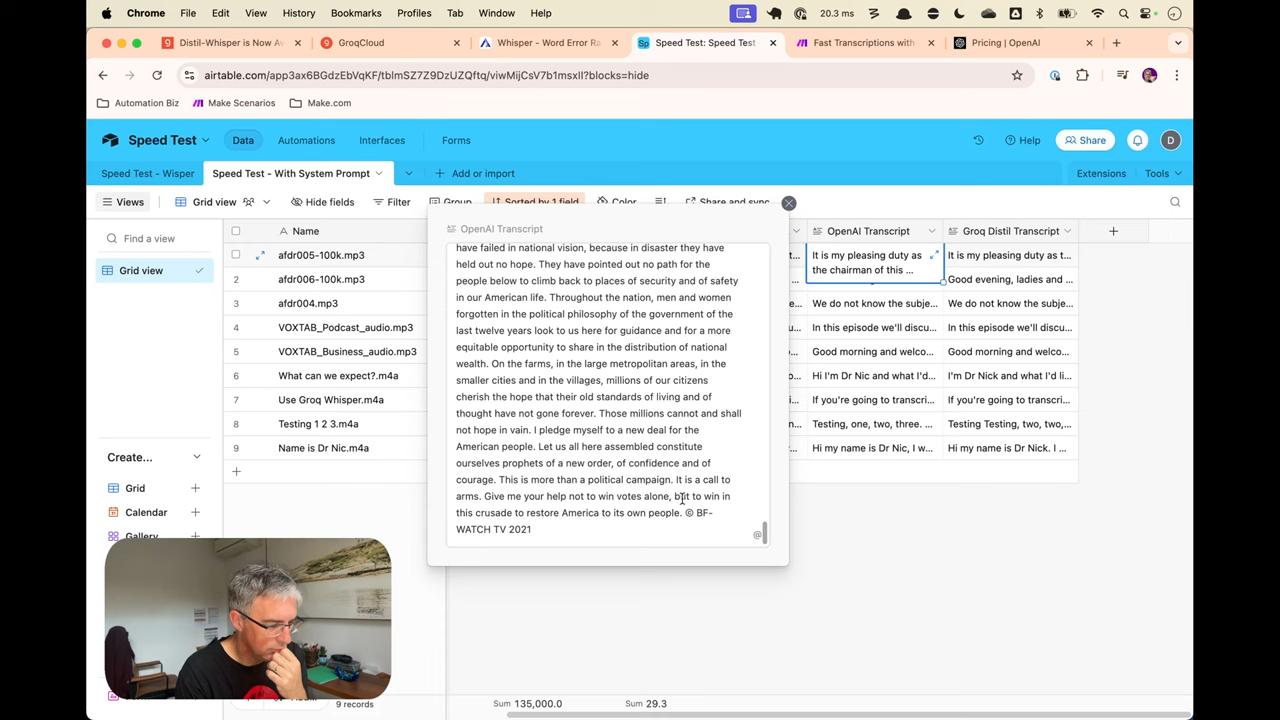 Chrome File Edit View History Bookmarks Profiles Tab Window Help 20.3 ms
Distil-Whisper is Now A
GroqCloud
Whisper - Word Error Ra
Speed Test: Speed Test
Fast Transcriptions with
Pricing | OpenAI
airtable.com/app3ax6BGdzEbVqKF/tblmSZ7Z9DzUZQftq/viwMijCsV7b1msxlI?blocks=hide
Automation Biz Make Scenarios Make.com
Speed Test Data Automations Interfaces Forms Help Share D
Speed Test - Wisper Speed Test - With System Prompt + Add or import Extensions Tools
Views Grid view Hide fields Filter Group Sorted by 1 field Color Share and sync
Find a view
Grid view
Create...
Grid
Calendar
Gallery
Name OpenAI Transcript Groq Distil Transcript
afdr005-100k.mp3 It is my pleasing duty as It is my pleasing duty as t...
the chairman of this ...
2 afdr006-100k.mp3 Good evening, ladies and ...
3 afdr004.mp3 We do not know the subje... We do not know the subje...
4 VOXTAB_Podcast_audio.mp3 In this episode we'll discu... In this episode we'll discu...
5 VOXTAB_Business_audio.mp3 Good morning and welco... Good morning and welco...
6 What can we expect?.m4a Hi I'm Dr Nic and what I'd... I'm Dr Nick and what I'd li...
7 Use Groq Whisper.m4a If you're going to transcri... If you're going to transcri...
8 Testing 1 2 3.m4a Testing, one, two, three. ... Testing Testing, two, two,...
9 Name is Dr Nic.m4a Hi my name is Dr Nic, I w... Hi my name is Dr Nick. I ...
OpenAI Transcript
have failed in national vision, because in disaster they have
held out no hope. They have pointed out no path for the
people below to climb back to places of security and of safety
in our American life. Throughout the nation, men and women
forgotten in the political philosophy of the government of the
last twelve years look to us here for guidance and for a more
equitable opportunity to share in the distribution of national
wealth. On the farms, in the large metropolitan areas, in the
smaller cities and in the villages, millions of our citizens
cherish the hope that their old standards of living and of
thought have not gone forever. Those millions cannot and shall
not hope in vain. I pledge myself to a new deal for the
American people. Let us all here assembled constitute
ourselves prophets of a new order, of confidence and of
courage. This is more than a political campaign. It is a call to
arms. Give me your help not to win votes alone, but to win in
this crusade to restore America to its own people. © BF-
WATCH TV 2021
@
9 records Sum 135,000.0 Sum 29.3